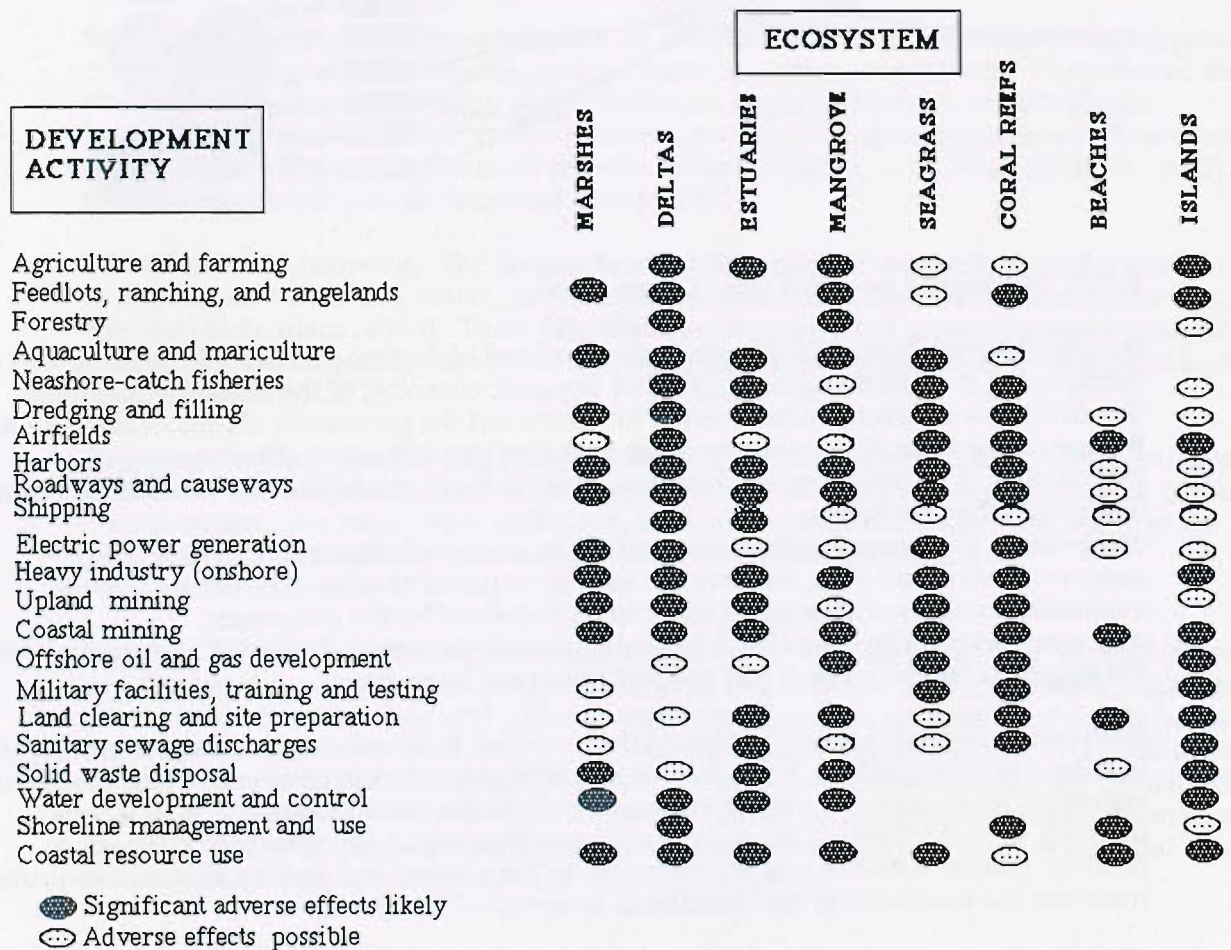 ECOSYSTEM
DEVELOPMENT
ACTIVITY
MARSHES
DELTAS
ESTUARIES
MANGROVE
SEAGRASS
CORAL REEFS
BEACHES
ISLANDS
Agriculture and farming
Feedlots, ranching, and rangelands
Forestry
Aquaculture and mariculture
Neashore-catch fisheries
Dredging and filling
Airfields
Harbors
Roadways and causeways
Shipping
Electric power generation
Heavy industry (onshore)
Upland mining
Coastal mining
Offshore oil and gas development
Military facilities, training and testing
Land clearing and site preparation
Sanitary sewage discharges
Solid waste disposal
Water development and control
Shoreline management and use
Coastal resource use
Significant adverse effects likely
Adverse effects possible